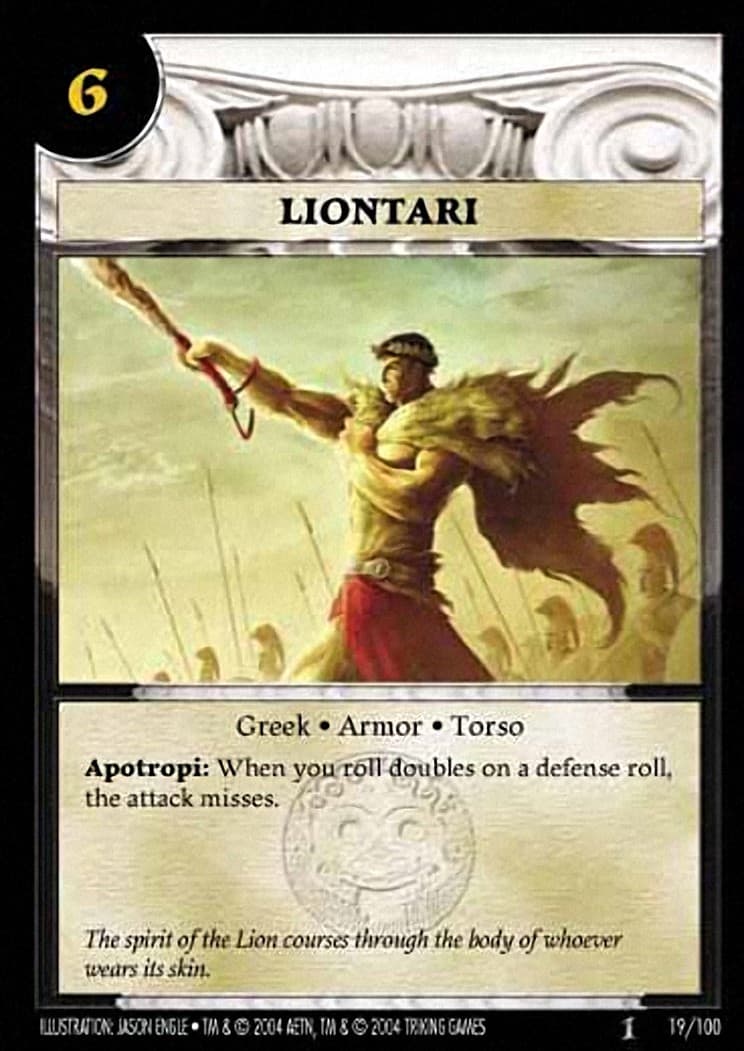 6
LIONTARI
Greek • Armor • Torso
Apotropi: When you roll doubles on a defense roll,
the attack misses.
The spirit of the Lion courses through the body of whoever
wears its skin.
ILLUSTRATION: JASON ENGLE • TM & © 2004 AETN, TM & © 2004 TRIKING GAMES 1 19/100